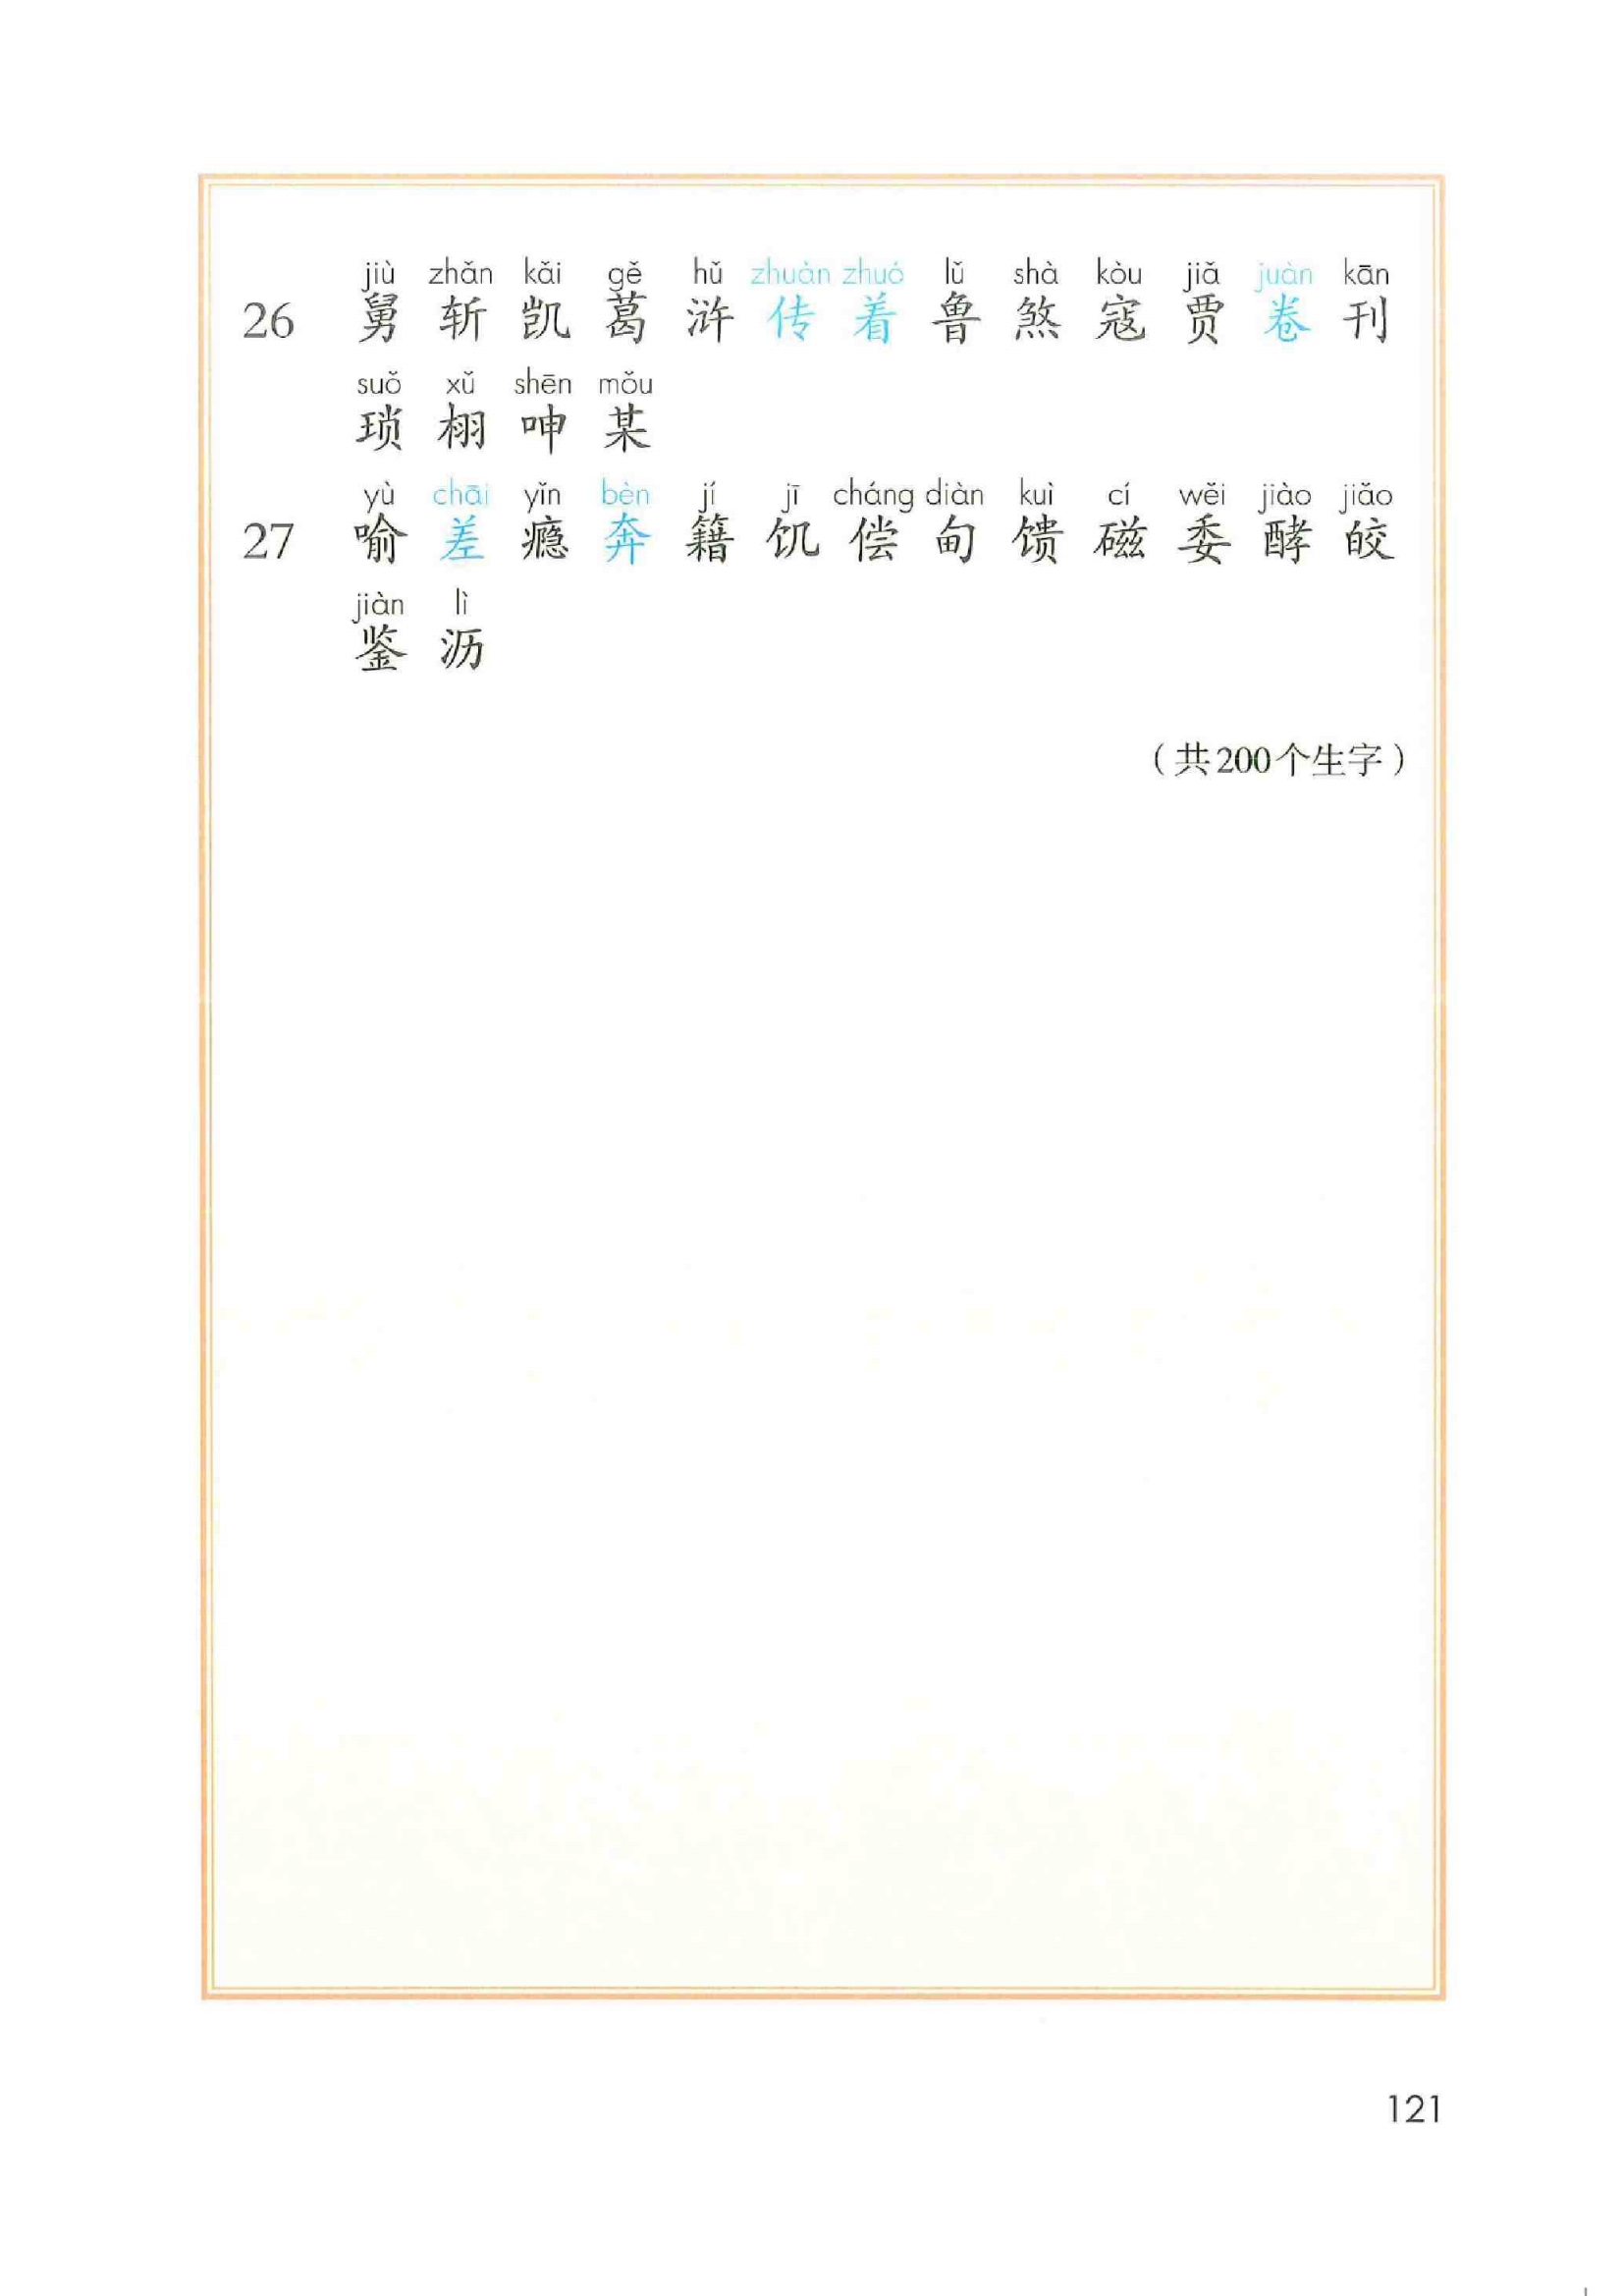 jiù zhǎn kǎi gě hǔ zhuàn zhuó lǔ shà kòu jiǎ juàn kān
26 舅 斩 凯 葛 浒 传 着 鲁 煞 寇 贾 卷 刊
suǒ xǔ shēn mǒu
琐 栩 呻 某
yù chāi yǐn bèn jí jī cháng diàn kuì cí wěi jiào jiǎo
27 喻 差 瘾 奔 籍 饥 偿 甸 馈 磁 委 酵 皎
jiàn lì
鉴 沥
（共200个生字）
121